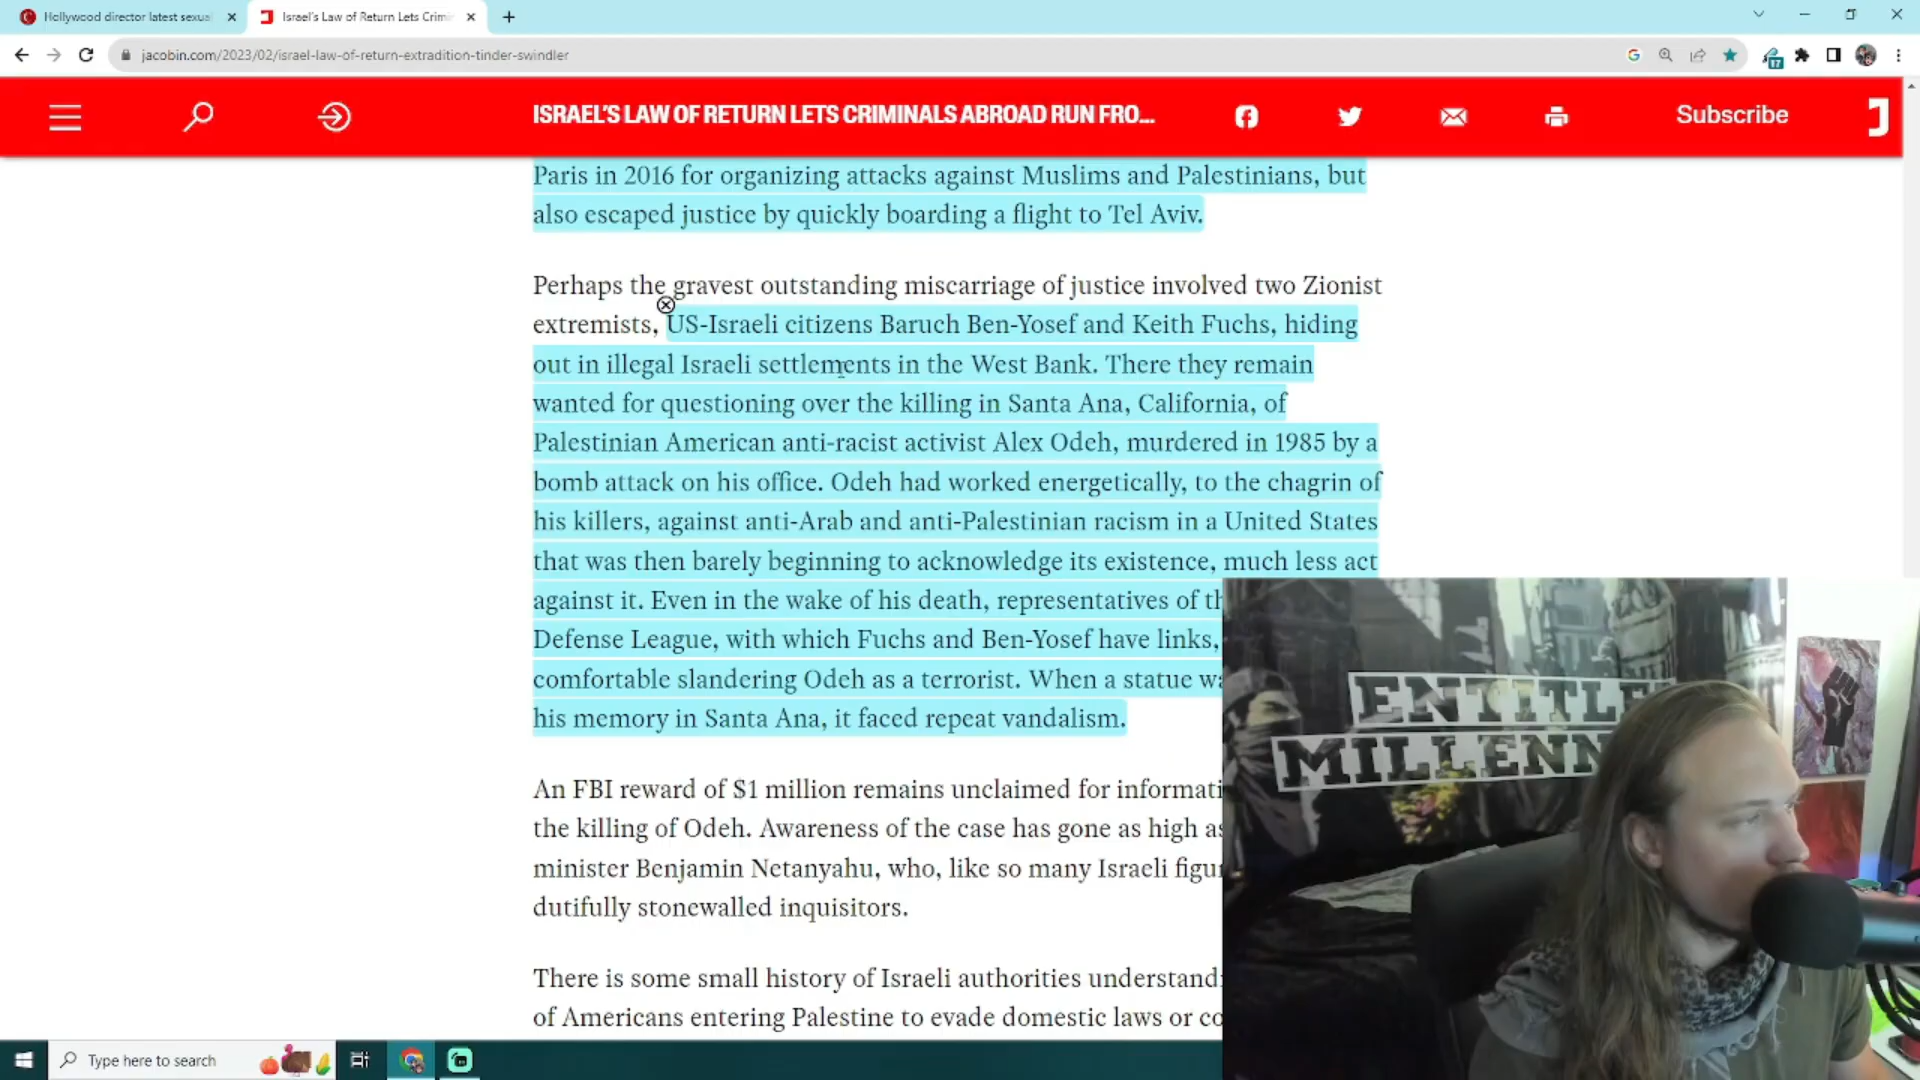 Hollywood director latest sexua
Israel's Law of Return Lets Crimi
jacobin.com/2023/02/israel-law-of-return-extradition-tinder-swindler
17
ISRAEL'S LAW OF RETURN LETS CRIMINALS ABROAD RUN FRO...
Subscribe
Paris in 2016 for organizing attacks against Muslims and Palestinians, but
also escaped justice by quickly boarding a flight to Tel Aviv.
Perhaps the gravest outstanding miscarriage of justice involved two Zionist
extremists, US-Israeli citizens Baruch Ben-Yosef and Keith Fuchs, hiding
out in illegal Israeli settlements in the West Bank. There they remain
wanted for questioning over the killing in Santa Ana, California, of
Palestinian American anti-racist activist Alex Odeh, murdered in 1985 by a
bomb attack on his office. Odeh had worked energetically, to the chagrin of
his killers, against anti-Arab and anti-Palestinian racism in a United States
that was then barely beginning to acknowledge its existence, much less act
against it. Even in the wake of his death, representatives of th
Defense League, with which Fuchs and Ben-Yosef have links,
comfortable slandering Odeh as a terrorist. When a statue wa
his memory in Santa Ana, it faced repeat vandalism.
An FBI reward of $1 million remains unclaimed for informati
the killing of Odeh. Awareness of the case has gone as high as
minister Benjamin Netanyahu, who, like so many Israeli figur
dutifully stonewalled inquisitors.
There is some small history of Israeli authorities understandi
of Americans entering Palestine to evade domestic laws or co
ENTITLE
MILLENN
Type here to search